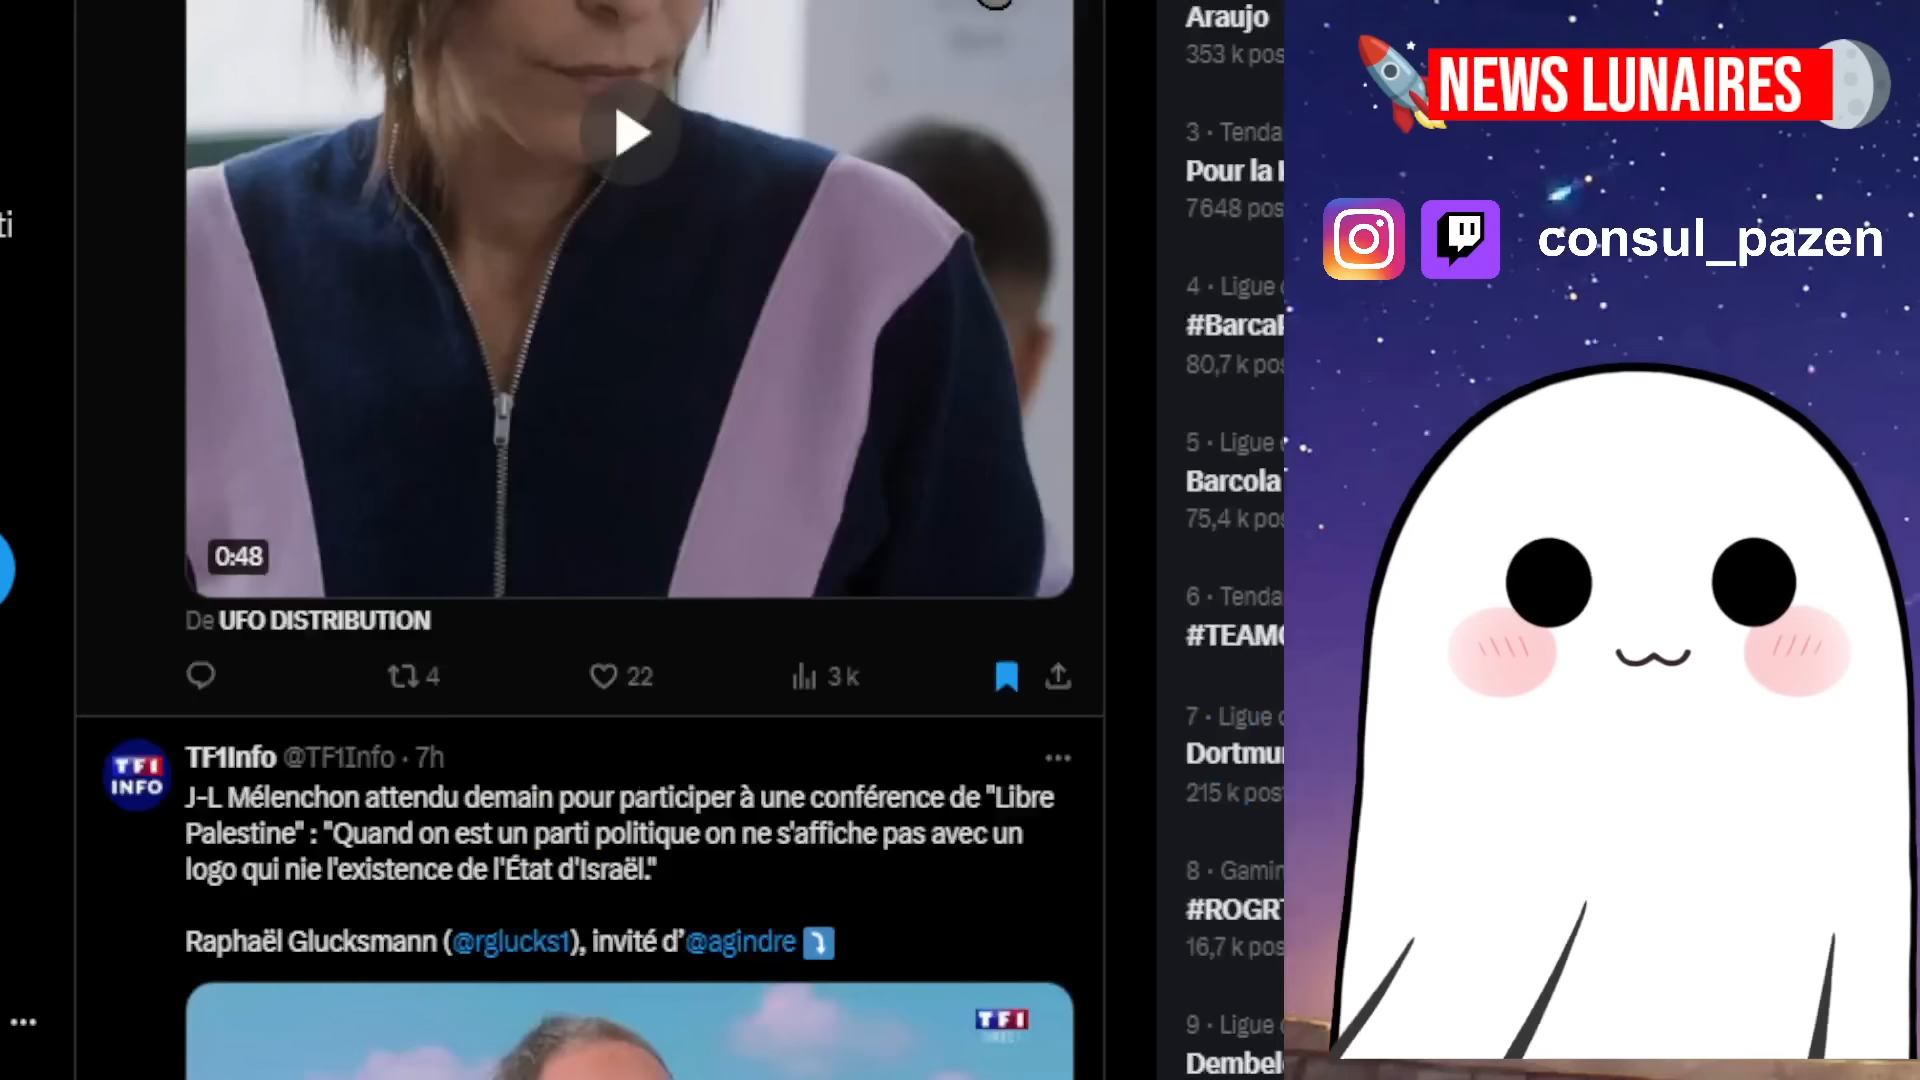 ti
0:48
De UFO DISTRIBUTION
4
22
3 k
TF1 INFO
TF1Info @TF1Info · 7h
J-L Mélenchon attendu demain pour participer à une conférence de "Libre
Palestine" : "Quand on est un parti politique on ne s'affiche pas avec un
logo qui nie l'existence de l'État d'Israël."
Raphaël Glucksmann (@rglucks1), invité d'@agindre
TF1
Araujo
353 k pos
3 · Tenda
Pour la
7648 pos
4 · Ligue
#Barca
80,7 k pos
5 · Ligue
Barcola
75,4 k pos
6 · Tenda
#TEAM
7 · Ligue
Dortmu
215 k pos
8 · Gamin
#ROGR
16,7 k pos
9 · Ligue
Dembel
NEWS LUNAIRES
consul_pazen